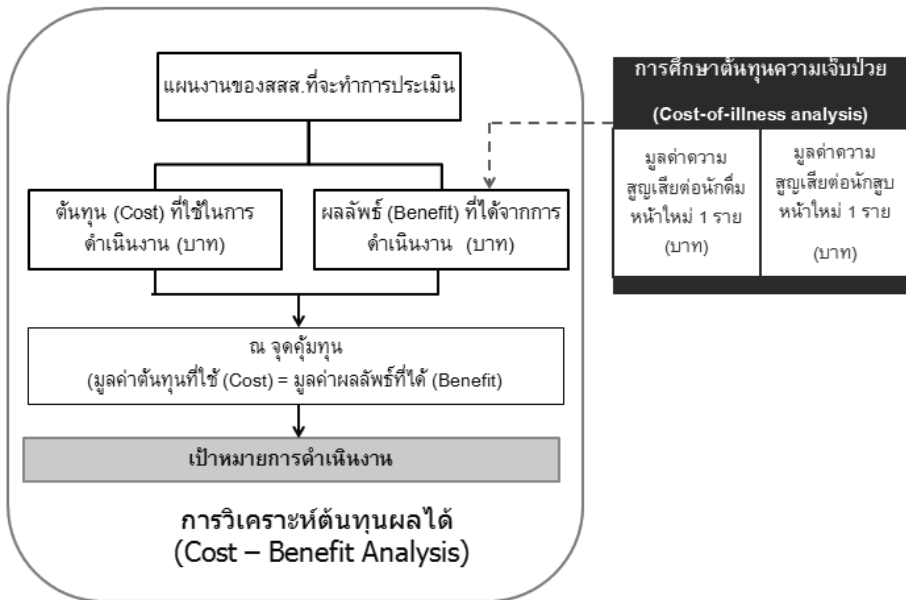 แผนงานของสสส.ที่จะทำการประเมิน
ต้นทุน (Cost) ที่ใช้ในการ
ดำเนินงาน (บาท)
ผลลัพธ์ (Benefit) ที่ได้จากการ
ดำเนินงาน (บาท)
ณ จุดคุ้มทุน
(มูลค่าต้นทุนที่ใช้ (Cost) = มูลค่าผลลัพธ์ที่ได้ (Benefit)
เป้าหมายการดำเนินงาน
การวิเคราะห์ต้นทุนผลได้
(Cost – Benefit Analysis)
การศึกษาต้นทุนความเจ็บป่วย
(Cost-of-illness analysis)
มูลค่าความ
สูญเสียต่อนักดื่ม
หน้าใหม่ 1 ราย
(บาท)
มูลค่าความ
สูญเสียต่อนักสูบ
หน้าใหม่ 1 ราย
(บาท)